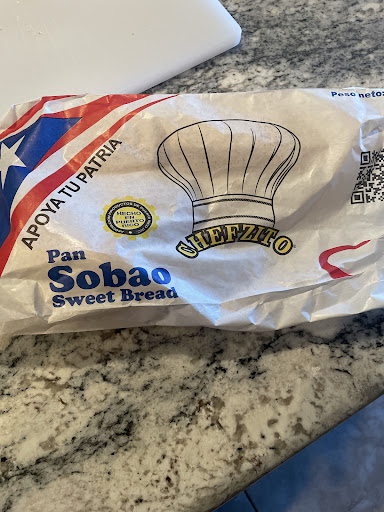 Peso neto:
APOYA TU PATRIA
HECHO
EN
PUERTO
RICO
CHEFZITO
Pan
Sobao
Sweet Bread